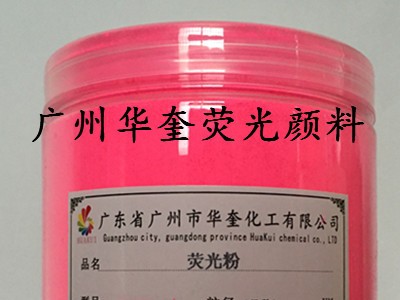 广州华奎荧光颜料
广东省广州市华奎化工有限公司
Guangzhou city, guangdong province HuaKui chemical co., LTD
HUAKUI
品名 荧光粉